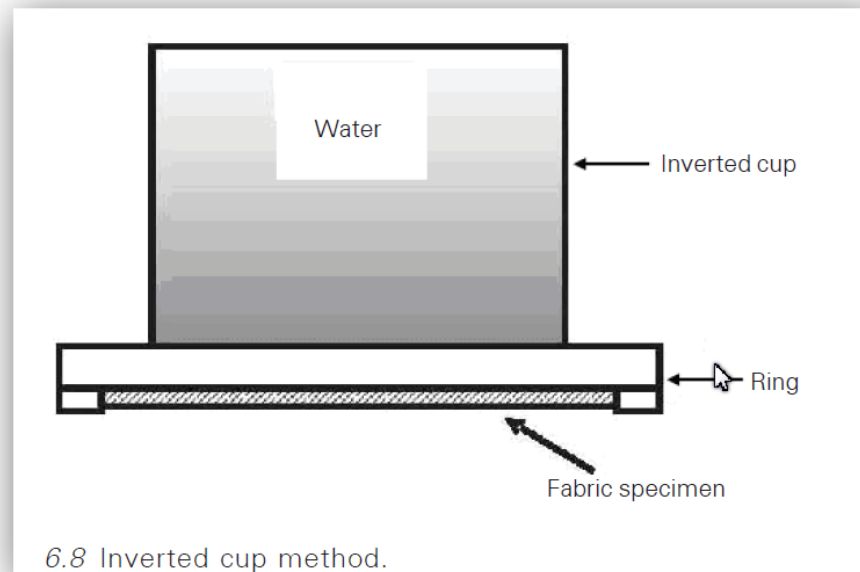 Water
Inverted cup
Ring
Fabric specimen
6.8 Inverted cup method.